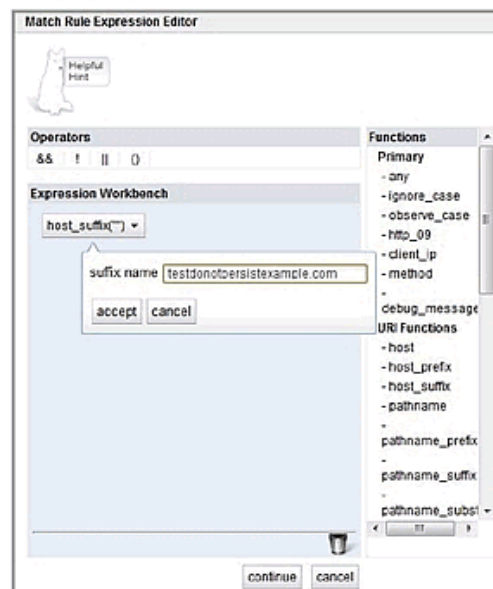 Match Rule Expression Editor
Helpful
Hint
Operators
&& ! || ()
Expression Workbench
host_suffix("")
suffix name testdonotpersistexample.com
accept cancel
Functions
Primary
- any
- ignore_case
- observe_case
- http_09
- client_ip
- method
-
debug_message
URI Functions
- host
- host_prefix
- host_suffix
- pathname
-
pathname_prefix
-
pathname_suffix
-
pathname_subst
continue cancel